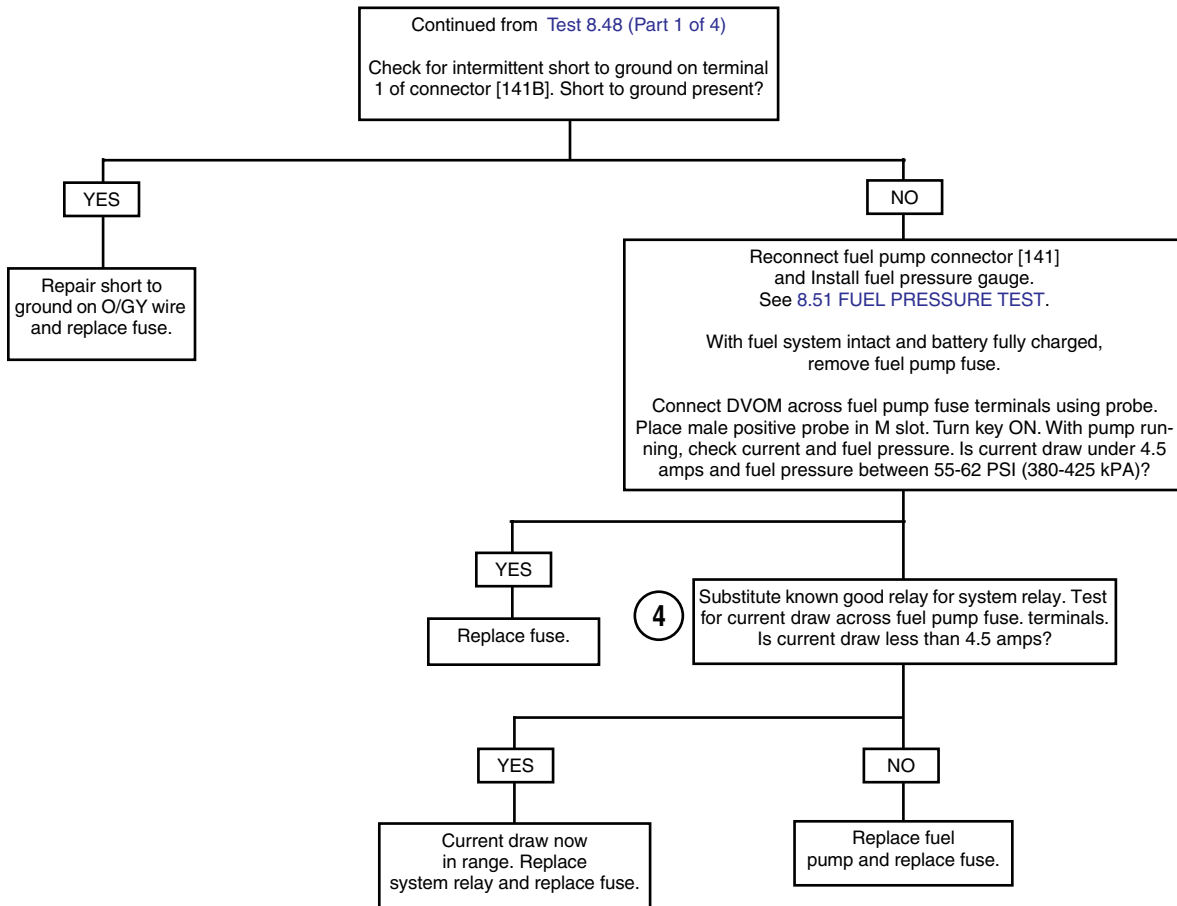 Continued from Test 8.48 (Part 1 of 4)
Check for intermittent short to ground on terminal
1 of connector [141B]. Short to ground present?
YES
NO
Repair short to
ground on O/GY wire
and replace fuse.
Reconnect fuel pump connector [141]
and Install fuel pressure gauge.
See 8.51 FUEL PRESSURE TEST.
With fuel system intact and battery fully charged,
remove fuel pump fuse.
Connect DVOM across fuel pump fuse terminals using probe.
Place male positive probe in M slot. Turn key ON. With pump run-
ning, check current and fuel pressure. Is current draw under 4.5
amps and fuel pressure between 55-62 PSI (380-425 kPA)?
YES
Replace fuse.
4
Substitute known good relay for system relay. Test
for current draw across fuel pump fuse. terminals.
Is current draw less than 4.5 amps?
YES
NO
Current draw now
in range. Replace
system relay and replace fuse.
Replace fuel
pump and replace fuse.